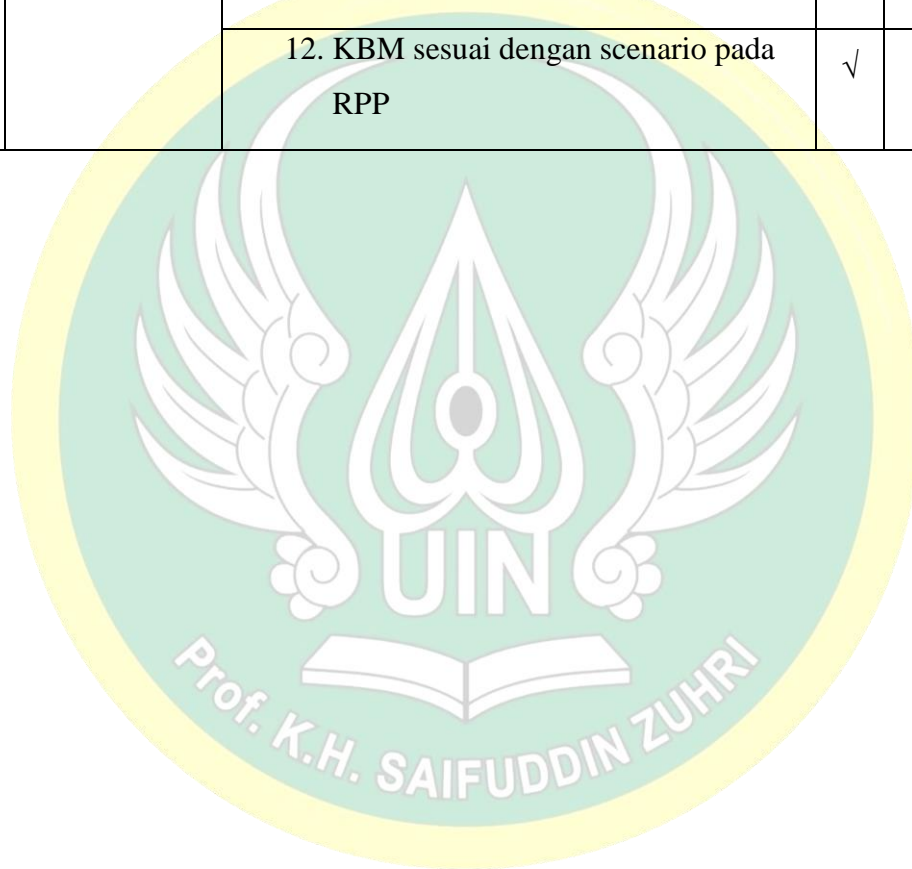 12. KBM sesuai dengan scenario pada
RPP
√
UIN
Prof. K.H. SAIFUDDIN ZUHRI